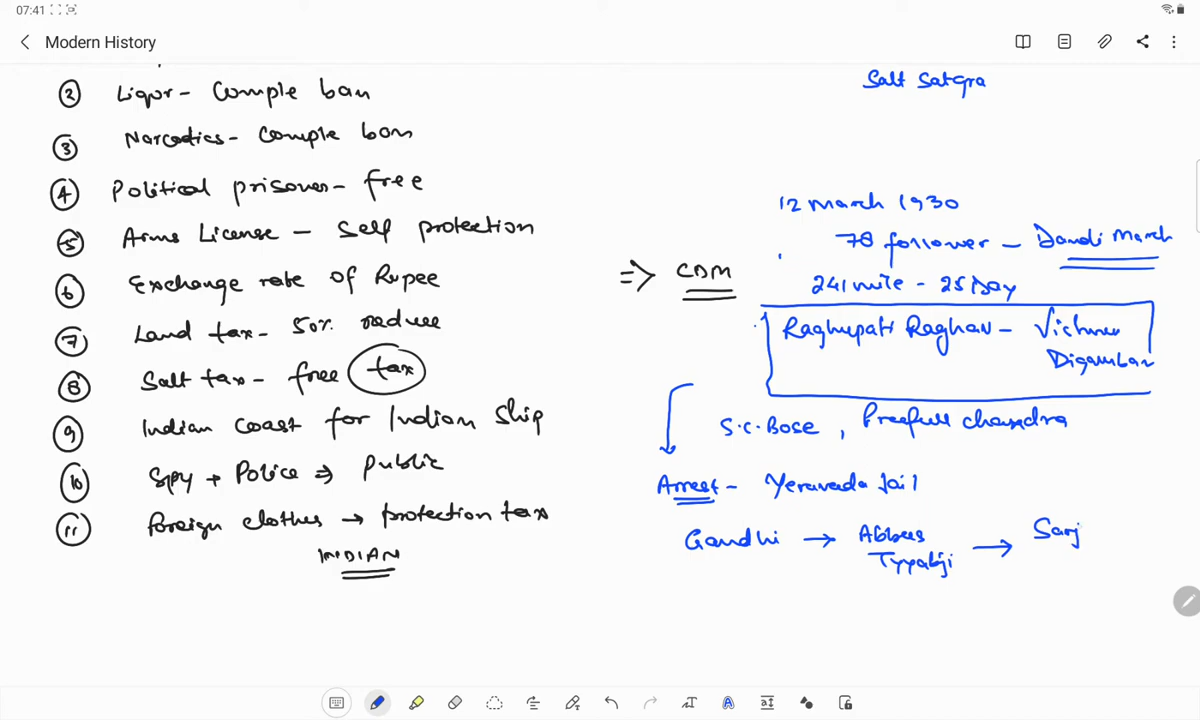 07:41
Modern History
② Liqor - Comple ban
③ Narcodics - Comple ban
④ Political prisoner - free
⑤ Arms License - Self protection
⑥ Exchange rate of Rupee
⑦ Land tax - 50% reduce
⑧ Salt tax - free tax
⑨ Indian coast for Indian Ship
⑩ Spy + Police ⇒ Public
⑪ foreign clothes → protection tax
INDIAN
Salt Satgra
12 March 1930
78 follower - Dandi March
⇒ CDM
241 mile - 25 Day
Raghupati Raghav - Vishnu
Digambar
S.C. Bose, Prafull chandra
Arrest - Yeravada Jail
Gandhi → Abbas
Tyyabji → Sarj